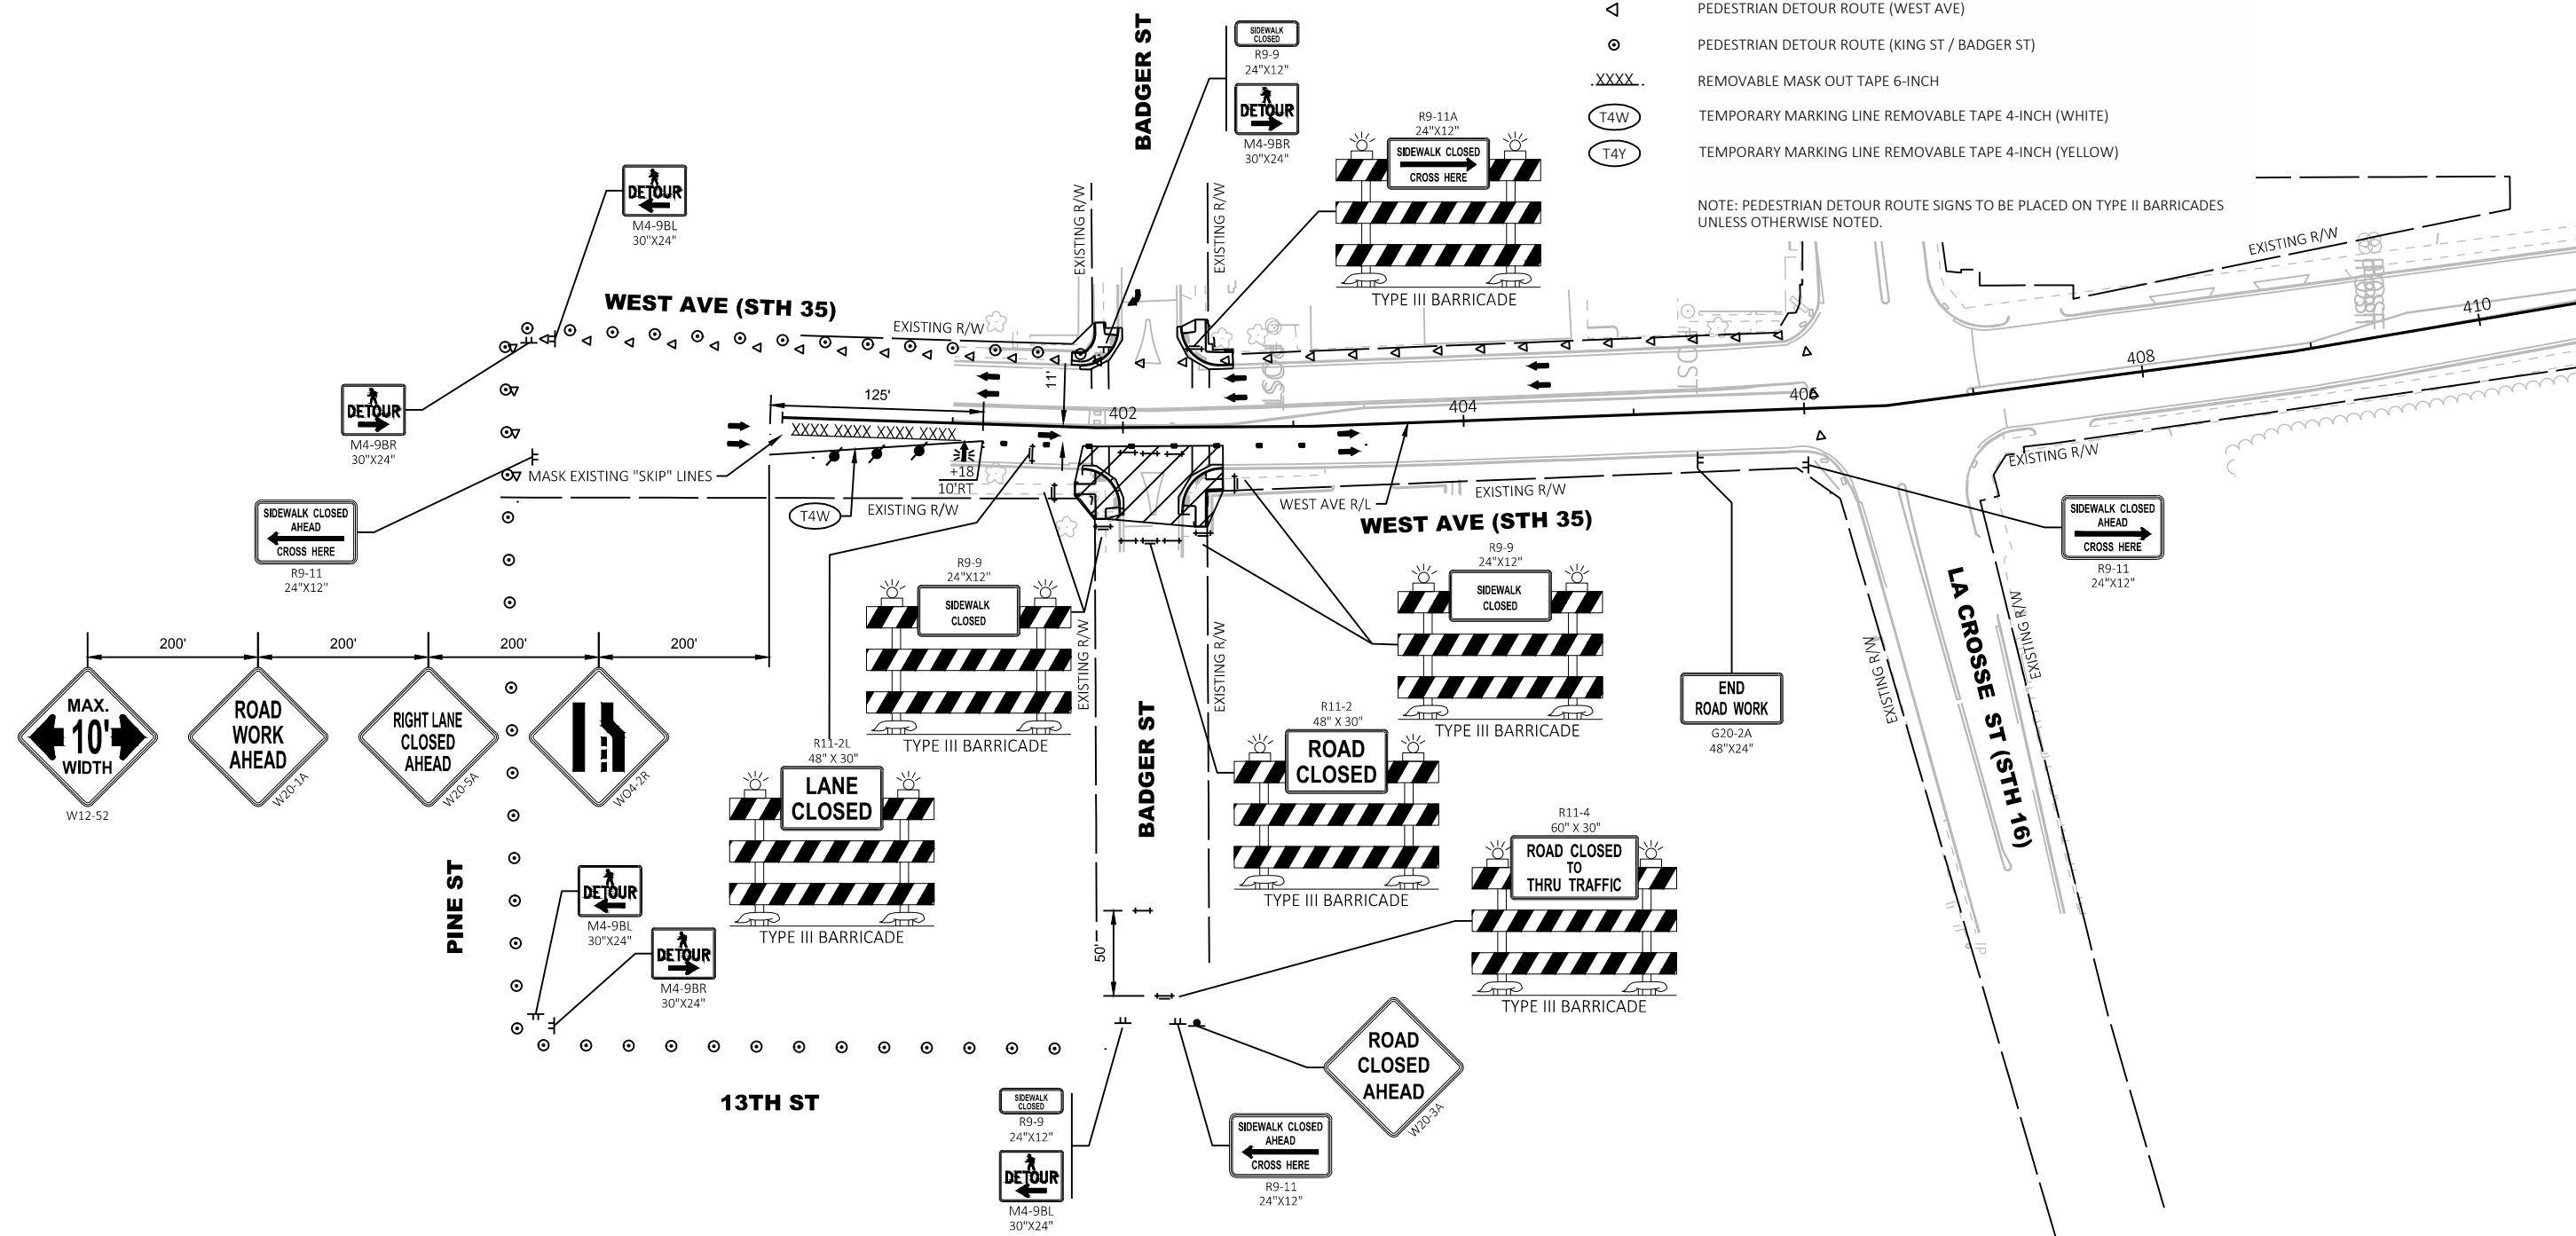 PEDESTRIAN DETOUR ROUTE (WEST AVE)
PEDESTRIAN DETOUR ROUTE (KING ST / BADGER ST)
XXXX
REMOVABLE MASK OUT TAPE 6-INCH
T4W
TEMPORARY MARKING LINE REMOVABLE TAPE 4-INCH (WHITE)
T4Y
TEMPORARY MARKING LINE REMOVABLE TAPE 4-INCH (YELLOW)
NOTE: PEDESTRIAN DETOUR ROUTE SIGNS TO BE PLACED ON TYPE II BARRICADES
UNLESS OTHERWISE NOTED.
BADGER ST
SIDEWALK
CLOSED
R9-9
24"X12"
DETOUR
M4-9BR
30"X24"
R9-11A
24"X12"
SIDEWALK CLOSED
CROSS HERE
TYPE III BARRICADE
DETOUR
M4-9BL
30"X24"
EXISTING R/W
EXISTING R/W
EXISTING R/W
WEST AVE (STH 35)
EXISTING R/W
410
408
406
404
402
125'
11'
DETOUR
M4-9BR
30"X24"
XXXX XXXX XXXX XXXX
MASK EXISTING "SKIP" LINES
+18
10'RT
T4W
EXISTING R/W
WEST AVE R/L
EXISTING R/W
WEST AVE (STH 35)
EXISTING R/W
SIDEWALK CLOSED
AHEAD
CROSS HERE
R9-11
24"X12"
SIDEWALK CLOSED
AHEAD
CROSS HERE
R9-11
24"X12"
R9-9
24"X12"
SIDEWALK
CLOSED
TYPE III BARRICADE
R9-9
24"X12"
SIDEWALK
CLOSED
TYPE III BARRICADE
EXISTING R/W
EXISTING R/W
EXISTING R/W
EXISTING R/W
LA CROSSE ST (STH 16)
200'
200'
200'
200'
MAX.
10'
WIDTH
W12-52
ROAD
WORK
AHEAD
W20-1A
RIGHT LANE
CLOSED
AHEAD
W20-5A
WO4-2R
R11-2L
48" X 30"
LANE
CLOSED
TYPE III BARRICADE
BADGER ST
R11-2
48" X 30"
ROAD
CLOSED
TYPE III BARRICADE
END
ROAD WORK
G20-2A
48"X24"
R11-4
60" X 30"
ROAD CLOSED
TO
THRU TRAFFIC
TYPE III BARRICADE
PINE ST
DETOUR
M4-9BL
30"X24"
DETOUR
M4-9BR
30"X24"
50'
13TH ST
ROAD
CLOSED
AHEAD
W20-3A
SIDEWALK
CLOSED
R9-9
24"X12"
DETOUR
M4-9BL
30"X24"
SIDEWALK CLOSED
AHEAD
CROSS HERE
R9-11
24"X12"